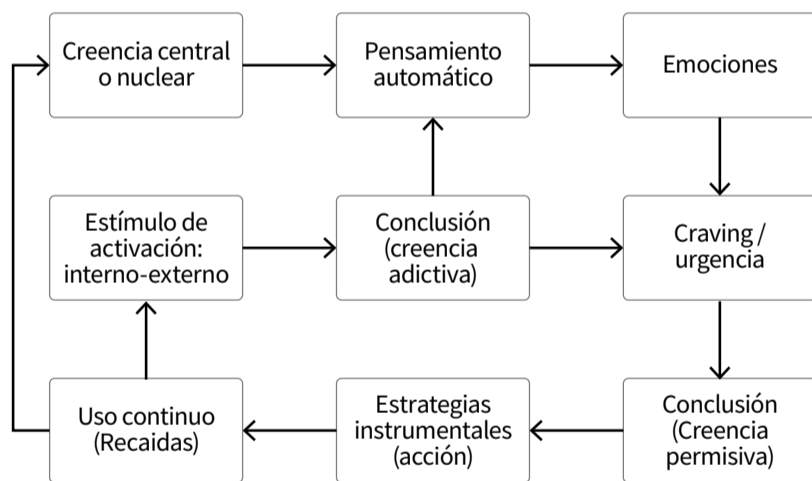 Creencia central
o nuclear
Pensamiento
automático
Emociones
Estímulo de
activación:
interno-externo
Conclusión
(creencia
adictiva)
Craving /
urgencia
Uso continuo
(Recaidas)
Estrategias
instrumentales
(acción)
Conclusión
(Creencia
permisiva)